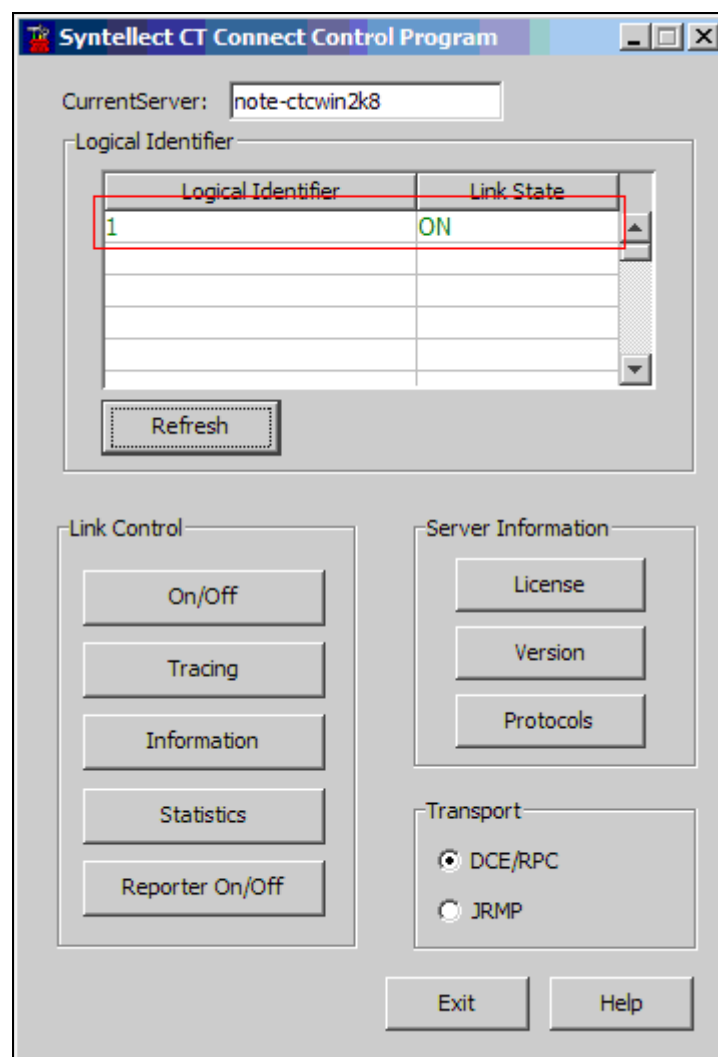 Syntellect CT Connect Control Program
CurrentServer: note-ctcwin2k8
Logical Identifier
Logical Identifier Link State
1 ON
Refresh
Link Control
On/Off
Tracing
Information
Statistics
Reporter On/Off
Server Information
License
Version
Protocols
Transport
DCE/RPC
JRMP
Exit Help